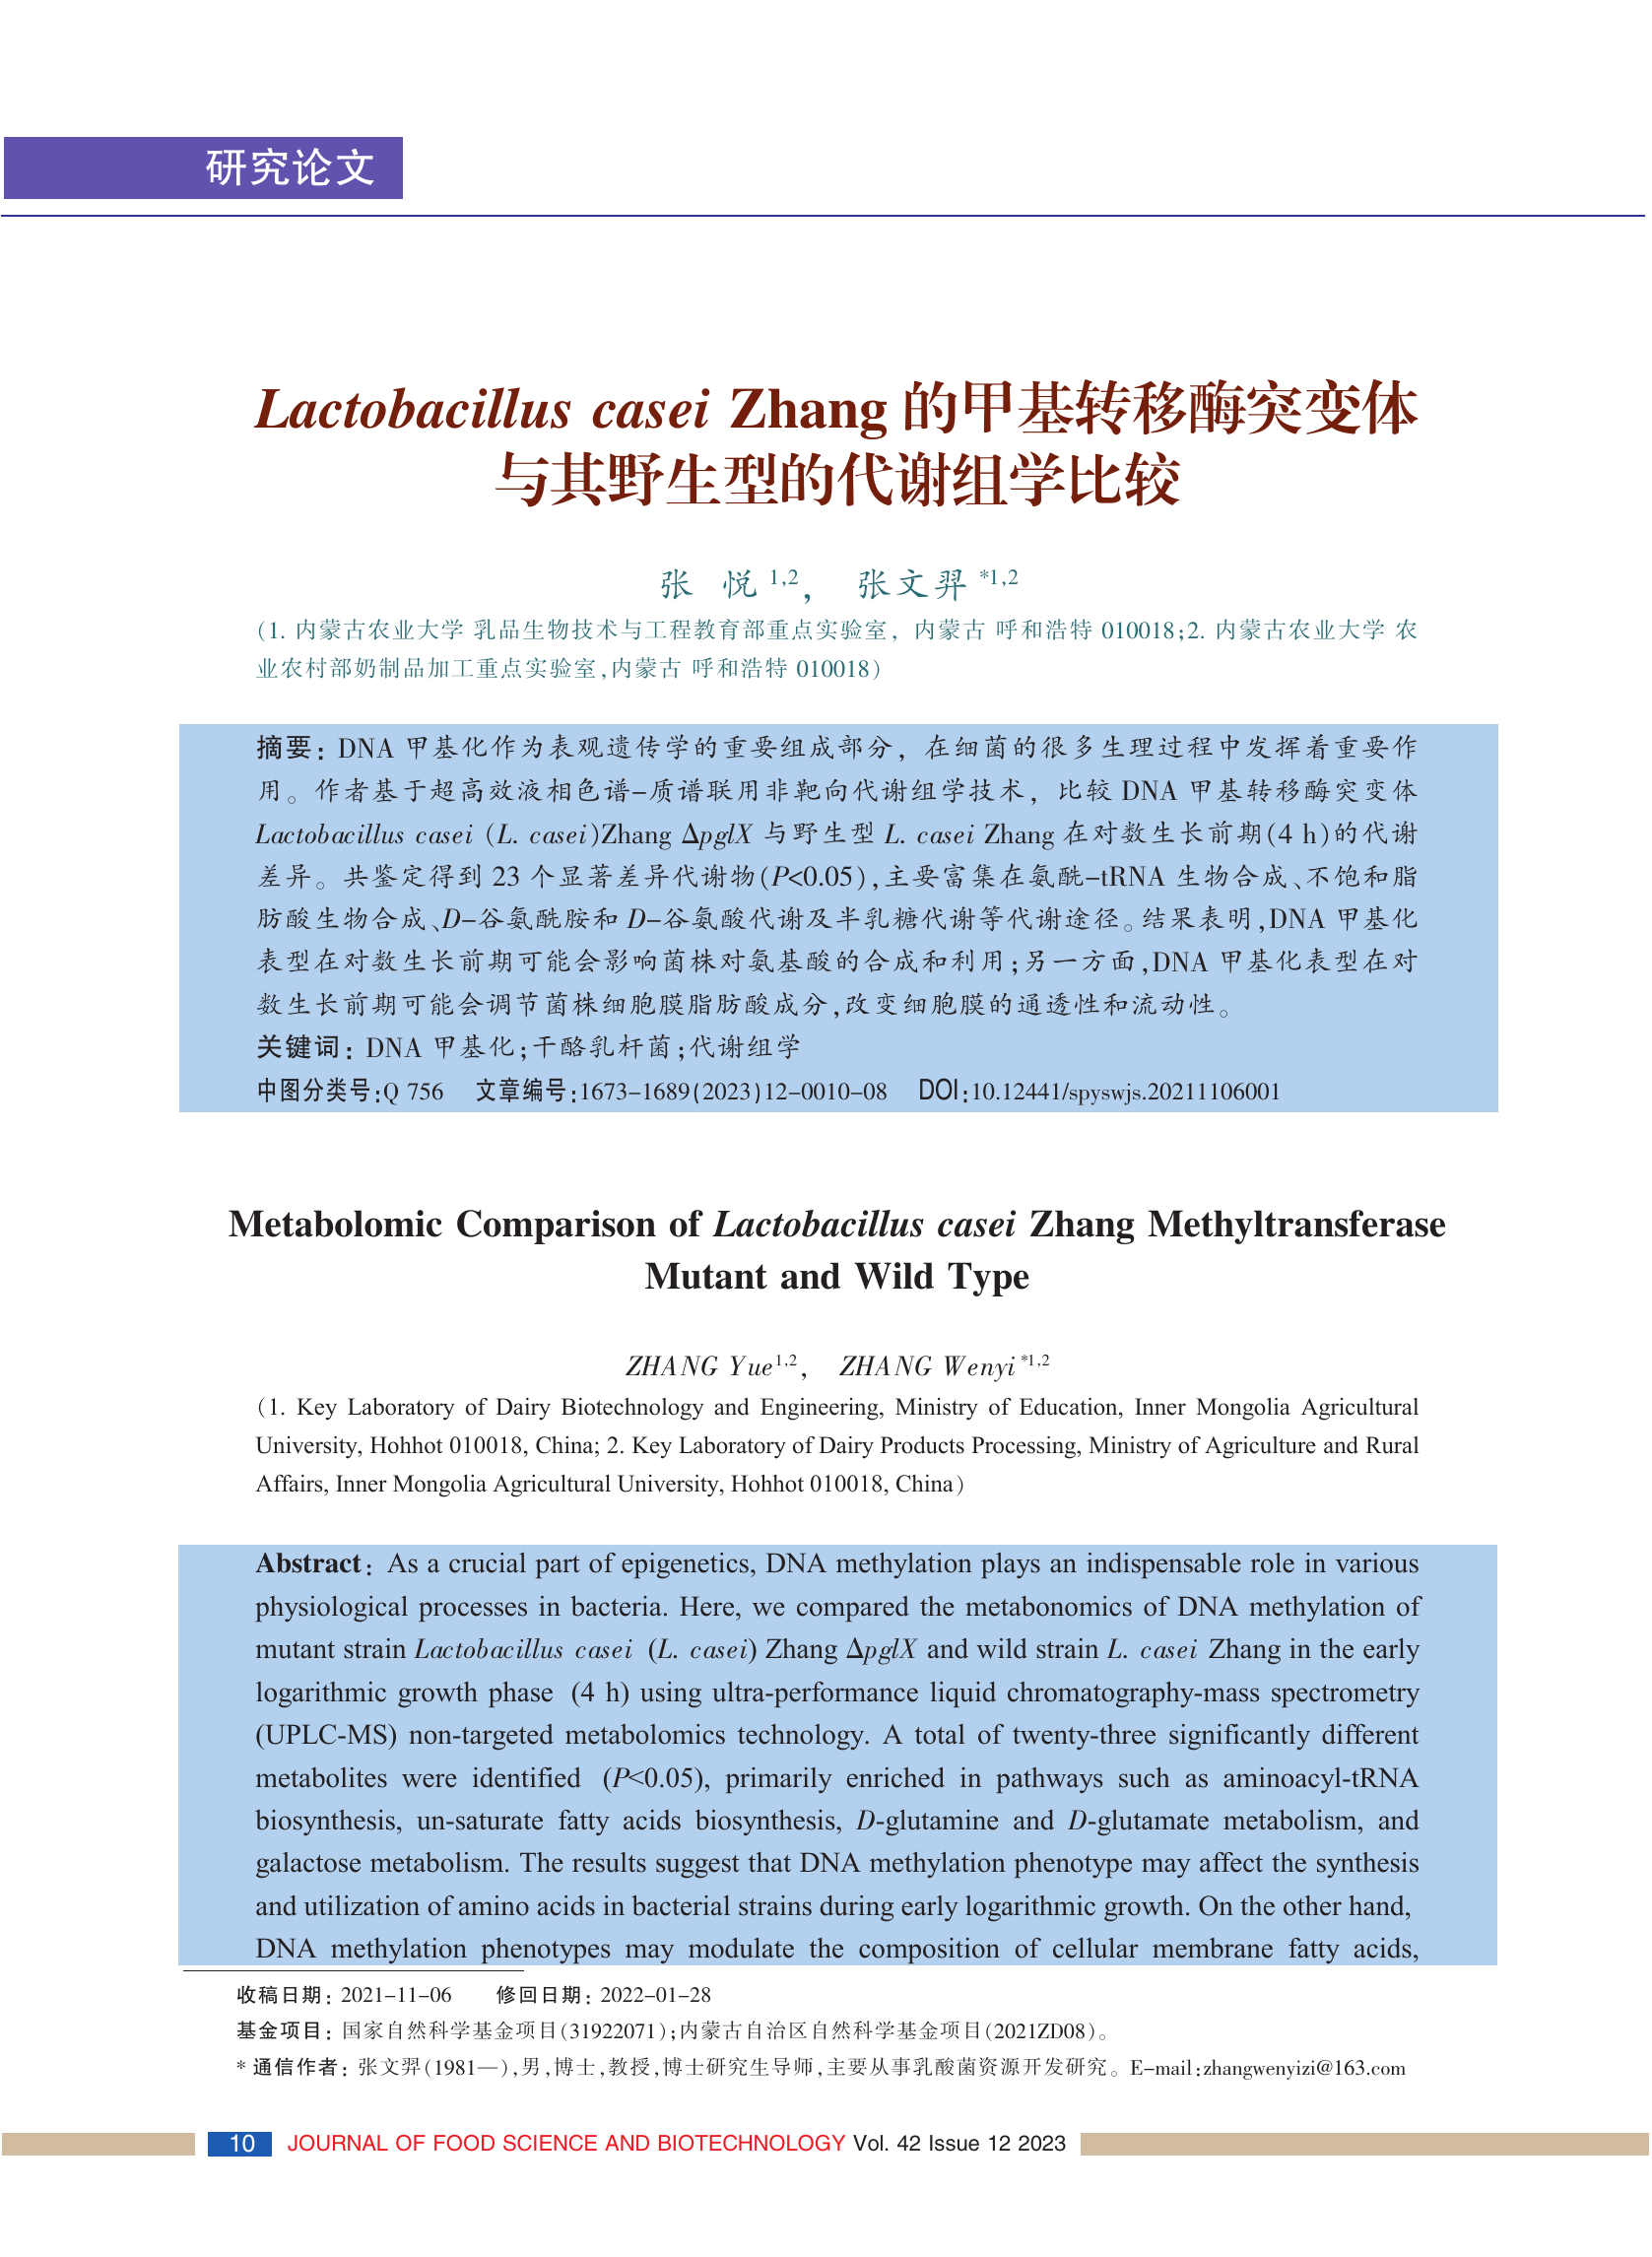 研究论文
Lactobacillus casei Zhang 的甲基转移酶突变体
与其野生型的代谢组学比较
张 悦 1,2, 张文羿 *1,2
(1. 内蒙古农业大学 乳品生物技术与工程教育部重点实验室, 内蒙古 呼和浩特 010018;2. 内蒙古农业大学 农
业农村部奶制品加工重点实验室,内蒙古 呼和浩特 010018)
摘要: DNA 甲基化作为表观遗传学的重要组成部分, 在细菌的很多生理过程中发挥着重要作
用。作者基于超高效液相色谱-质谱联用非靶向代谢组学技术, 比较 DNA 甲基转移酶突变体
Lactobacillus casei (L. casei)Zhang ΔpglX 与野生型 L. casei Zhang 在对数生长前期(4 h)的代谢
差异。共鉴定得到 23 个显著差异代谢物(P<0.05),主要富集在氨酰-tRNA 生物合成、不饱和脂
肪酸生物合成、D-谷氨酰胺和 D-谷氨酸代谢及半乳糖代谢等代谢途径。结果表明,DNA 甲基化
表型在对数生长前期可能会影响菌株对氨基酸的合成和利用;另一方面,DNA 甲基化表型在对
数生长前期可能会调节菌株细胞膜脂肪酸成分,改变细胞膜的通透性和流动性。
关键词: DNA 甲基化;干酪乳杆菌;代谢组学
中图分类号:Q 756 文章编号:1673-1689(2023)12-0010-08 DOI:10.12441/spyswjs.20211106001
Metabolomic Comparison of Lactobacillus casei Zhang Methyltransferase
Mutant and Wild Type
ZHANG Yue1,2, ZHANG Wenyi*1,2
(1. Key Laboratory of Dairy Biotechnology and Engineering, Ministry of Education, Inner Mongolia Agricultural
University, Hohhot 010018, China; 2. Key Laboratory of Dairy Products Processing, Ministry of Agriculture and Rural
Affairs, Inner Mongolia Agricultural University, Hohhot 010018, China)
Abstract: As a crucial part of epigenetics, DNA methylation plays an indispensable role in various
physiological processes in bacteria. Here, we compared the metabonomics of DNA methylation of
mutant strain Lactobacillus casei (L. casei) Zhang ΔpglX and wild strain L. casei Zhang in the early
logarithmic growth phase (4 h) using ultra-performance liquid chromatography-mass spectrometry
(UPLC-MS) non-targeted metabolomics technology. A total of twenty-three significantly different
metabolites were identified (P<0.05), primarily enriched in pathways such as aminoacyl-tRNA
biosynthesis, un-saturate fatty acids biosynthesis, D-glutamine and D-glutamate metabolism, and
galactose metabolism. The results suggest that DNA methylation phenotype may affect the synthesis
and utilization of amino acids in bacterial strains during early logarithmic growth. On the other hand,
DNA methylation phenotypes may modulate the composition of cellular membrane fatty acids,
收稿日期: 2021-11-06 修回日期: 2022-01-28
基金项目: 国家自然科学基金项目(31922071);内蒙古自治区自然科学基金项目(2021ZD08)。
* 通信作者: 张文羿(1981—),男,博士,教授,博士研究生导师,主要从事乳酸菌资源开发研究。E-mail:zhangwenyizi@163.com
10 JOURNAL OF FOOD SCIENCE AND BIOTECHNOLOGY Vol. 42 Issue 12 2023